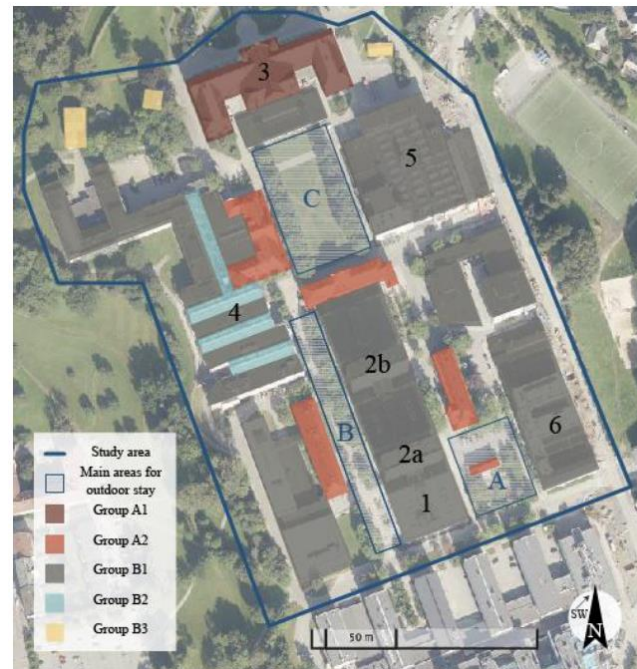 3
5
C
4
2b
B
6
2a
A
1
Study area
Main areas for
outdoor stay
Group A1
Group A2
Group B1
Group B2
Group B3
50 m
SW
N